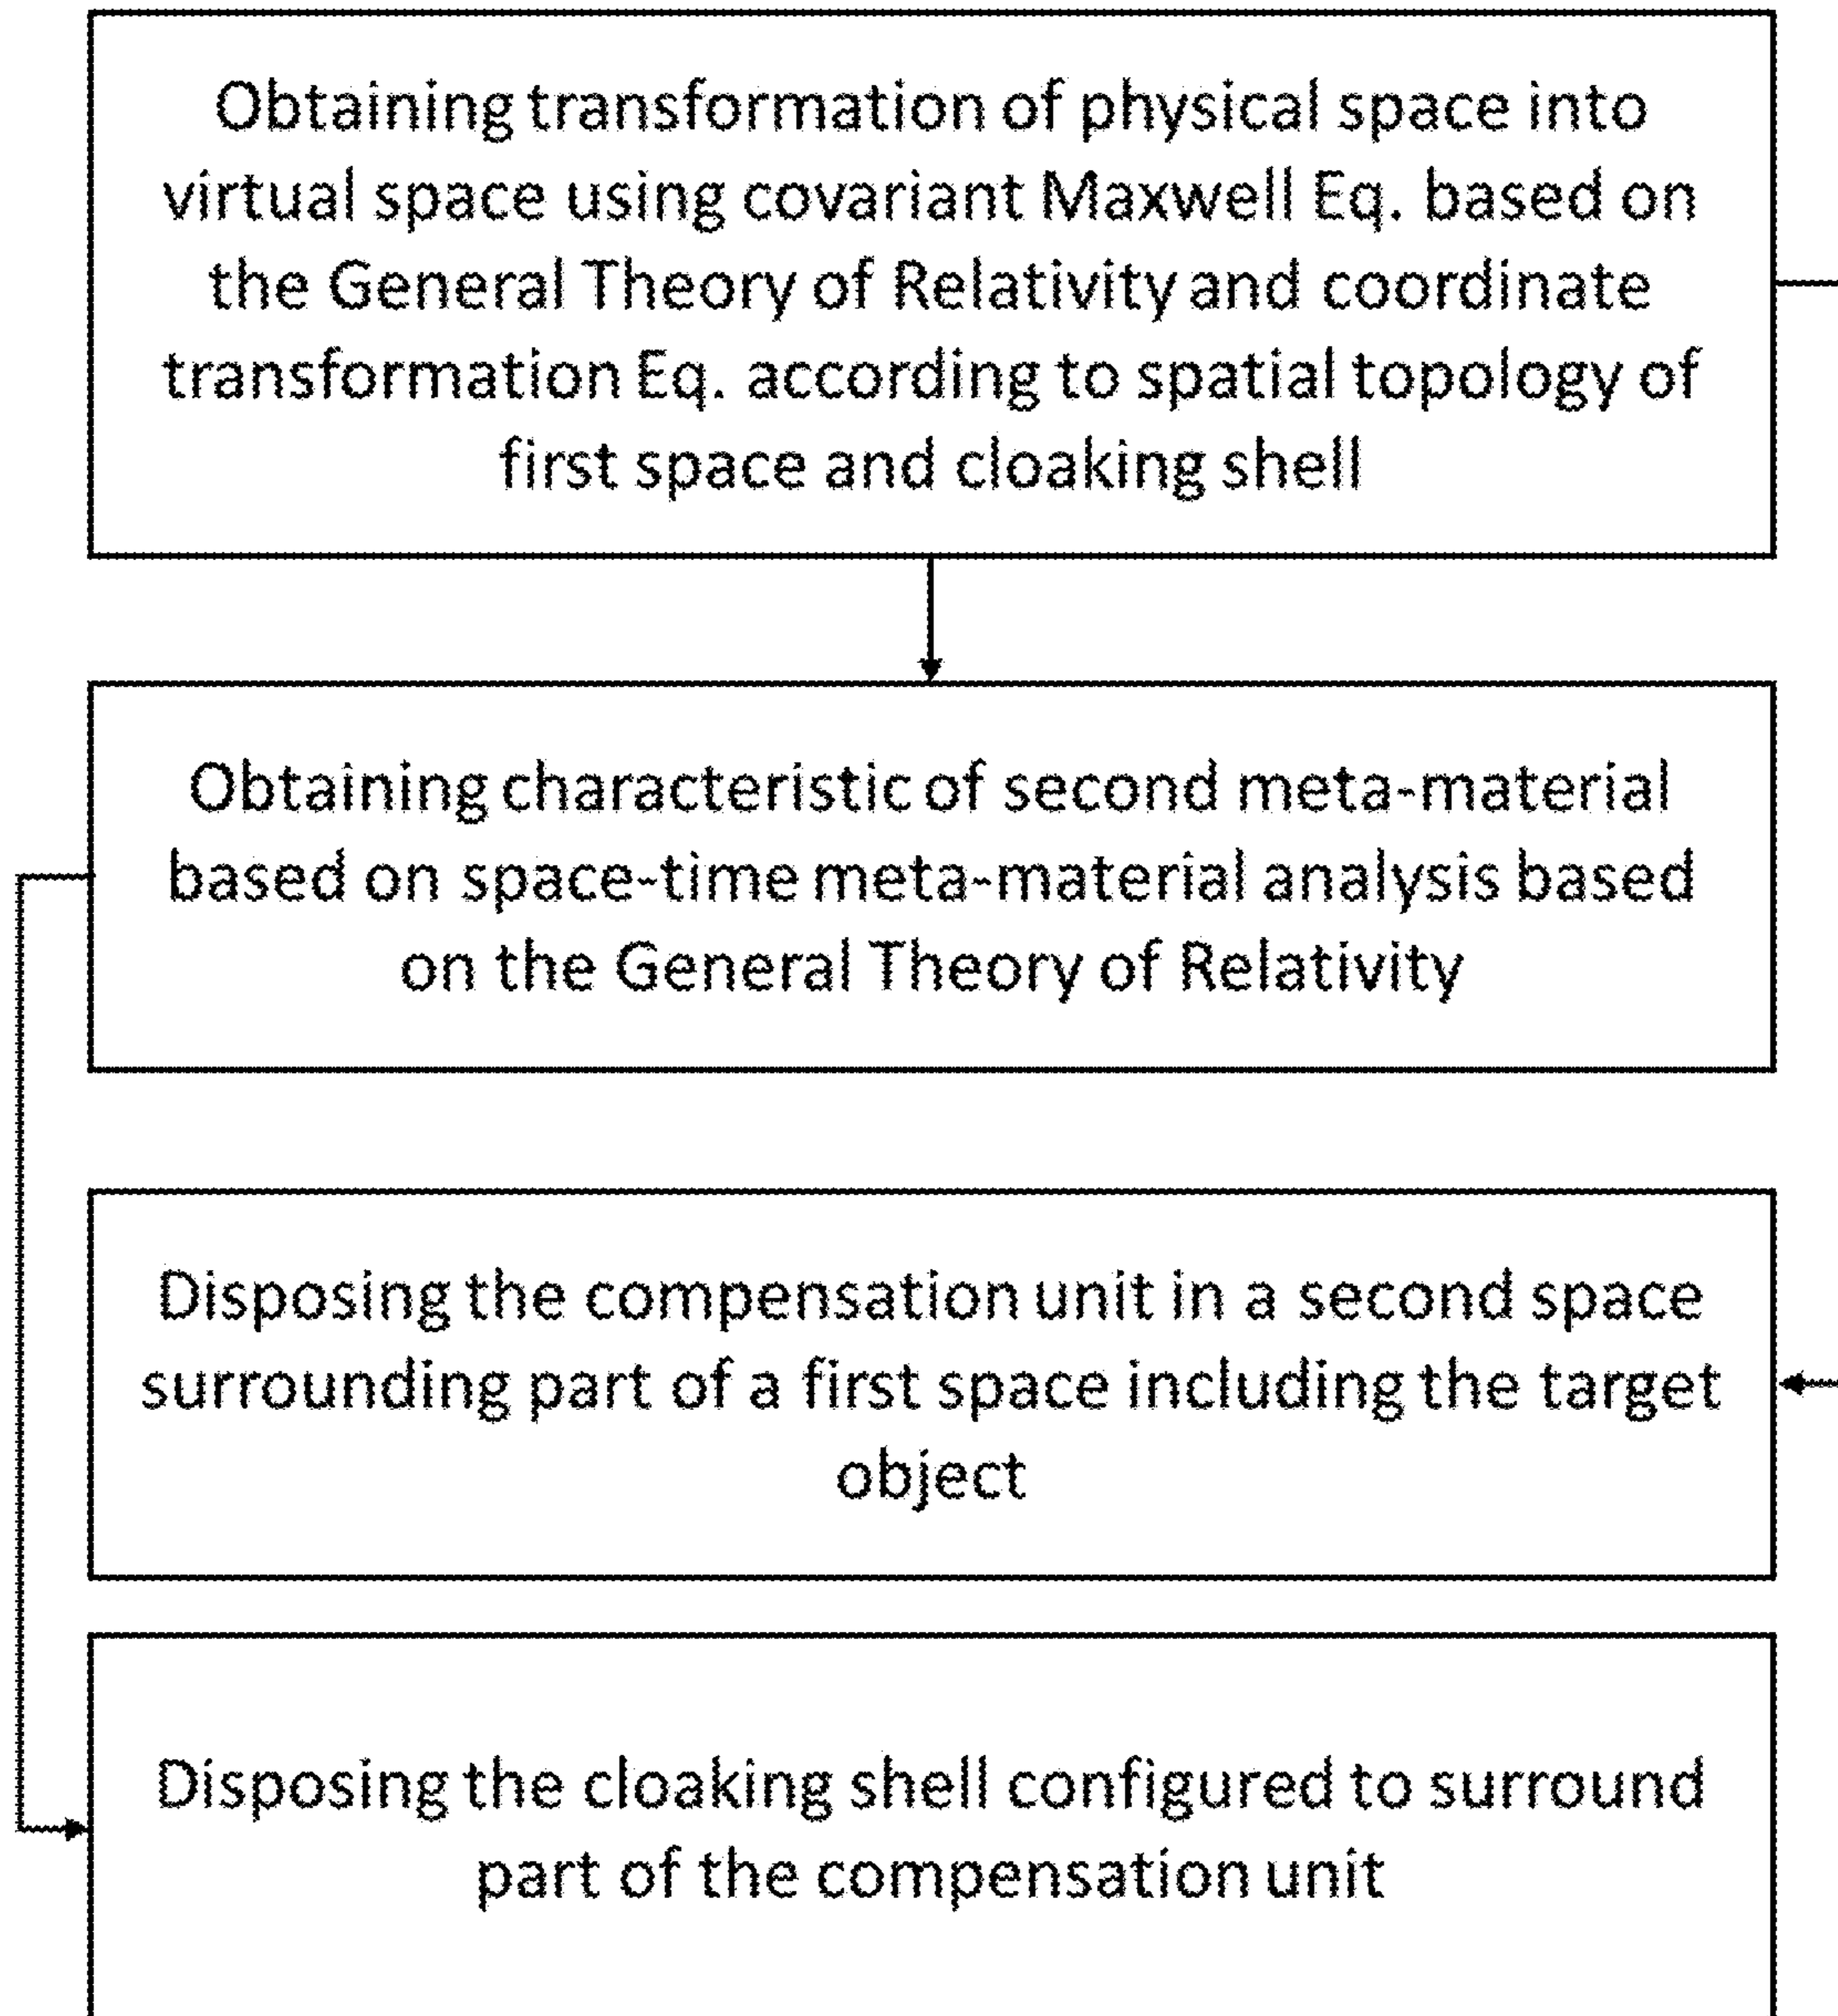 Obtaining transformation of physical space into
virtual space using covariant Maxwell Eq. based on
the General Theory of Relativity and coordinate
transformation Eq. according to spatial topology of
first space and cloaking shell
Obtaining characteristic of second meta-material
based on space-time meta-material analysis based
on the General Theory of Relativity
Disposing the compensation unit in a second space
surrounding part of a first space including the target
object
Disposing the cloaking shell configured to surround
part of the compensation unit